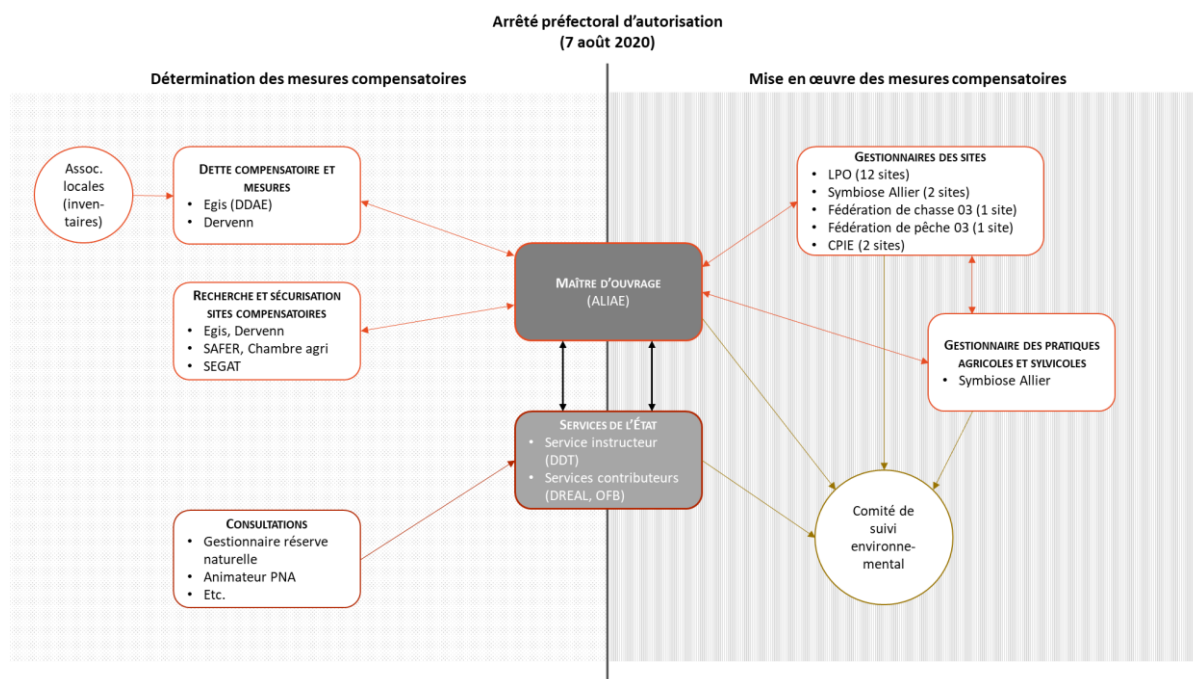 Arrêté préfectoral d'autorisation
(7 août 2020)
Détermination des mesures compensatoires
Mise en œuvre des mesures compensatoires
Assoc.
locales
(inven-
taires)
DETTE COMPENSATOIRE ET
MESURES
• Egis (DDAE)
• Dervenn
RECHERCHE ET SÉCURISATION
SITES COMPENSATOIRES
• Egis, Dervenn
• SAFER, Chambre agri
• SEGAT
CONSULTATIONS
• Gestionnaire réserve
naturelle
• Animateur PNA
• Etc.
MAÎTRE D'OUVRAGE
(ALIAE)
SERVICES DE L'ÉTAT
• Service instructeur
(DDT)
• Services contributeurs
(DREAL, OFB)
GESTIONNAIRES DES SITES
• LPO (12 sites)
• Symbiose Allier (2 sites)
• Fédération de chasse 03 (1 site)
• Fédération de pêche 03 (1 site)
• CPIE (2 sites)
GESTIONNAIRE DES PRATIQUES
AGRICOLES ET SYLVICOLES
• Symbiose Allier
Comité de
suivi
environne-
mental